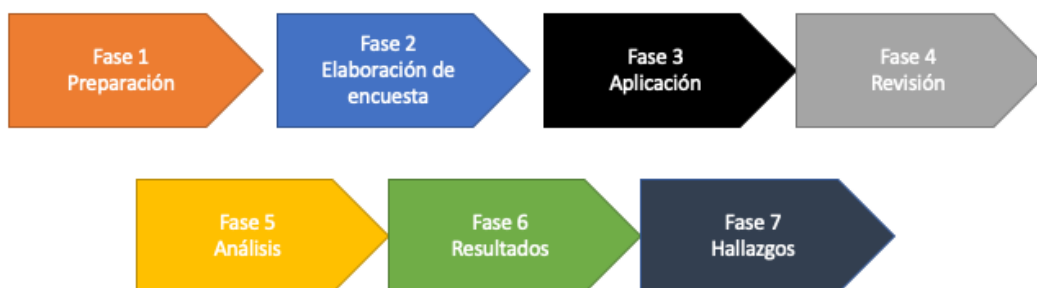 Fase 1
Preparación
Fase 2
Elaboración de
encuesta
Fase 3
Aplicación
Fase 4
Revisión
Fase 5
Análisis
Fase 6
Resultados
Fase 7
Hallazgos